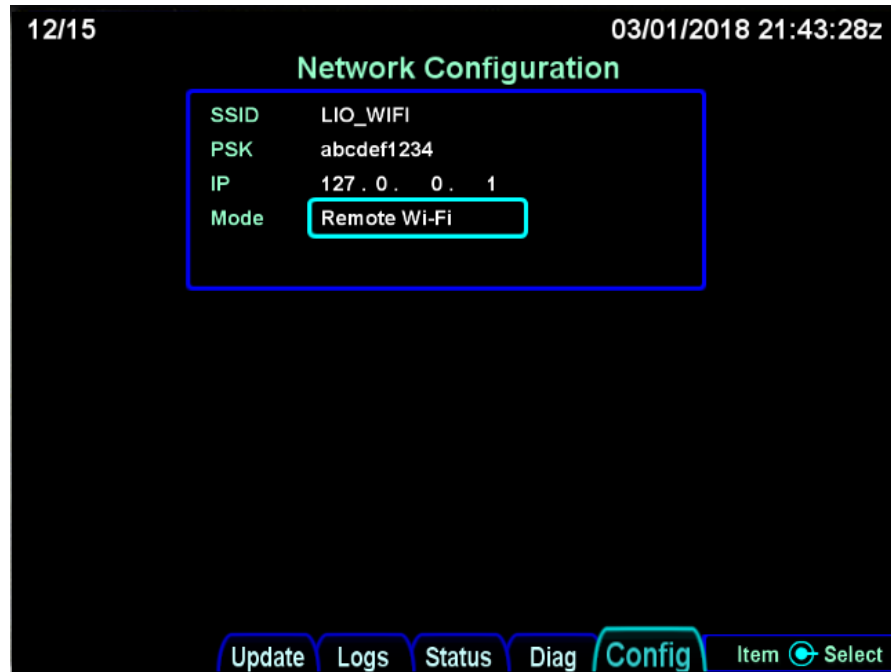 12/15 03/01/2018 21:43:28z
Network Configuration
SSID LIO_WIFI
PSK abcdef1234
IP 127 . 0 . 0 . 1
Mode Remote Wi-Fi
Update Logs Status Diag Config Item Select